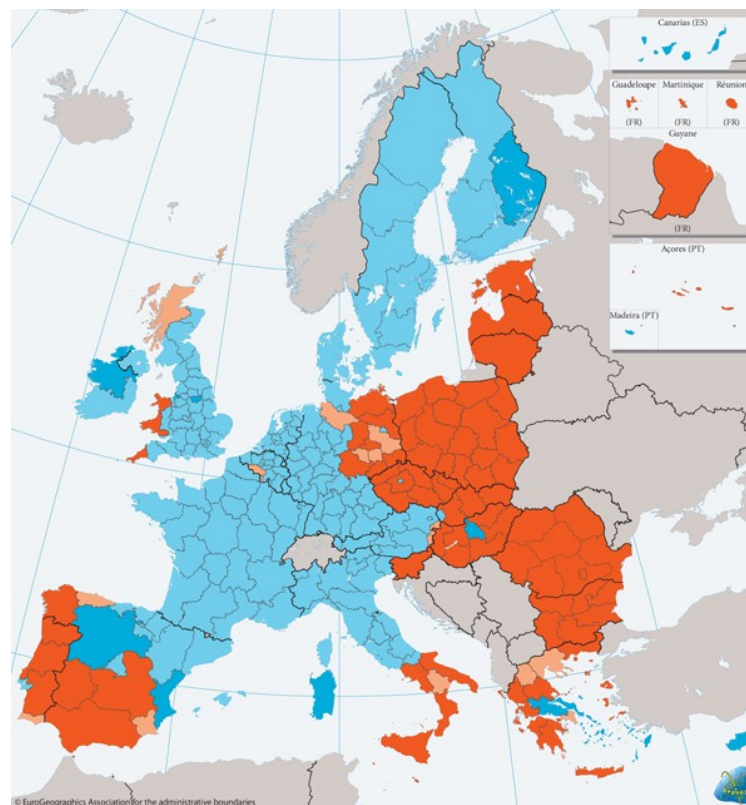 Canarias (ES)
Guadeloupe Martinique Réunion
(FR) (FR) (FR)
Guyane
(FR)
Açores (PT)
Madeira (PT)
© EuroGeographics Association for the administrative boundaries